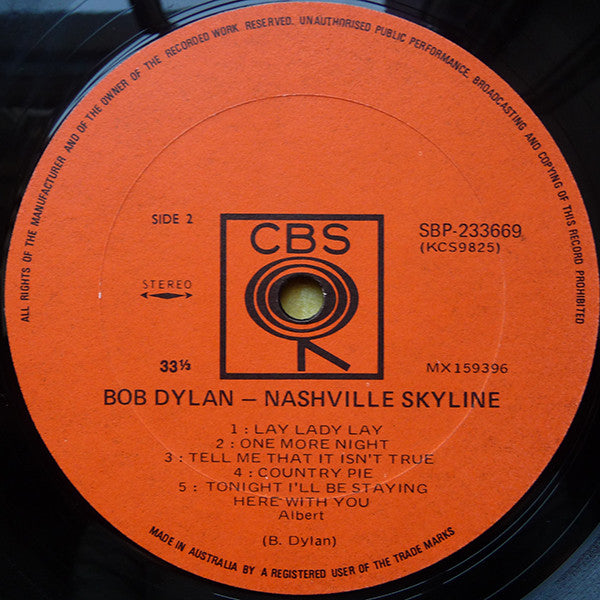 ALL RIGHTS OF THE MANUFACTURER AND OF THE OWNER OF THE RECORDED WORK RESERVED. UNAUTHORISED PUBLIC PERFORMANCE, BROADCASTING AND COPYING OF THIS RECORD PROHIBITED
SIDE 2
CBS
SBP-233669
(KCS9825)
STEREO
33⅓
MX159396
BOB DYLAN – NASHVILLE SKYLINE
1 : LAY LADY LAY
2 : ONE MORE NIGHT
3 : TELL ME THAT IT ISN'T TRUE
4 : COUNTRY PIE
5 : TONIGHT I'LL BE STAYING
HERE WITH YOU
Albert
(B. Dylan)
MADE IN AUSTRALIA BY A REGISTERED USER OF THE TRADE MARKS